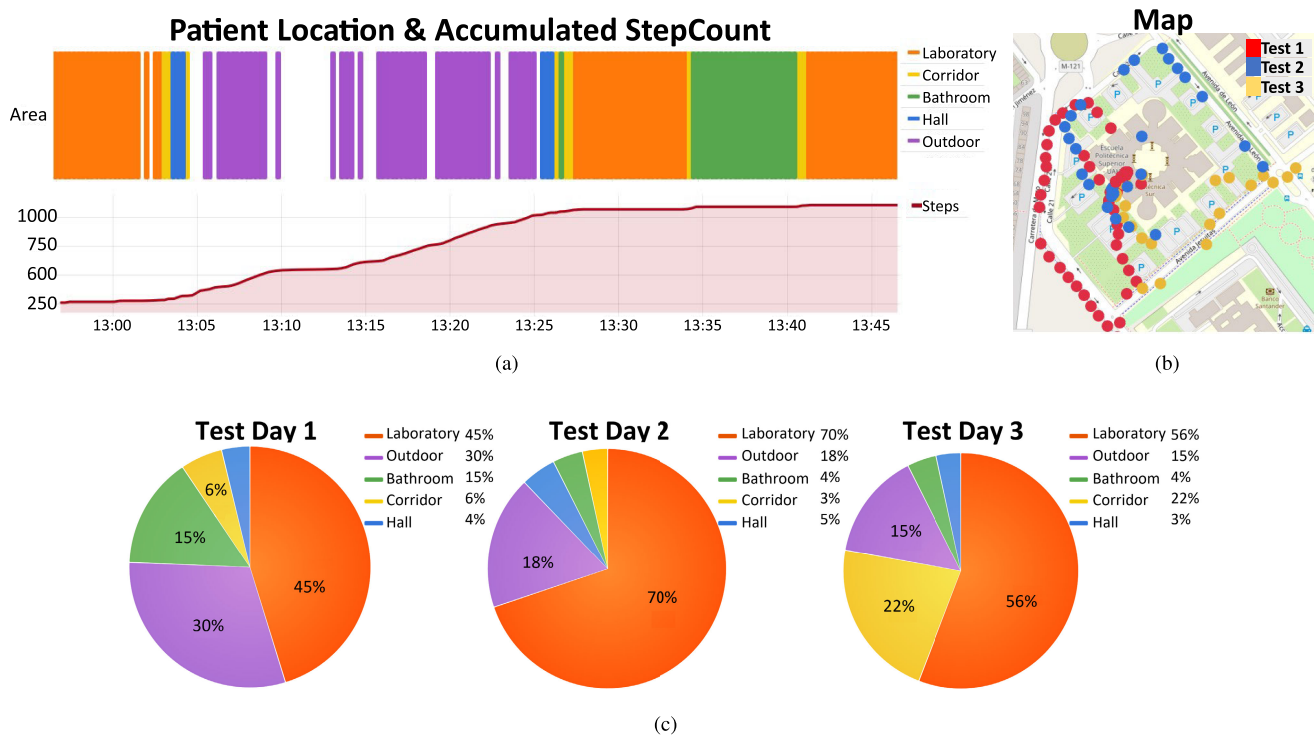 Patient Location & Accumulated StepCount
Area
Laboratory
Corridor
Bathroom
Hall
Outdoor
1000
750
600
250
Steps
13:00
13:05
13:10
13:15
13:20
13:25
13:30
13:35
13:40
13:45
(a)
Map
Test 1
Test 2
Test 3
M-121
Avenida de León
Escuela
Politécnica
Superior
Calle 21
Avenida Jesuitas
Banco
Santander
P
P
P
P
P
P
P
P
P
P
(b)
Test Day 1
Laboratory 45%
Outdoor 30%
Bathroom 15%
Corridor 6%
Hall 4%
6%
15%
45%
30%
Test Day 2
Laboratory 70%
Outdoor 18%
Bathroom 4%
Corridor 3%
Hall 5%
18%
70%
Test Day 3
Laboratory 56%
Outdoor 15%
Bathroom 4%
Corridor 22%
Hall 3%
15%
22%
56%
(c)